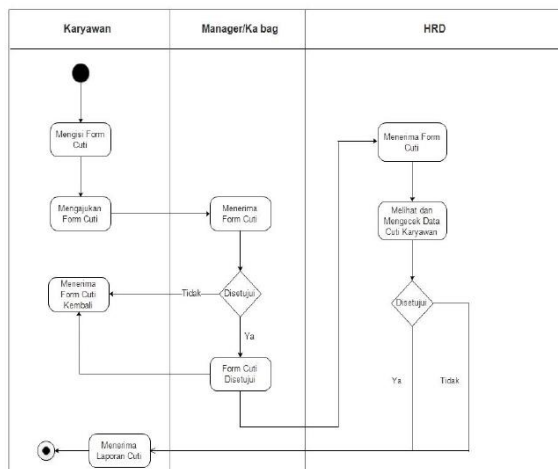 Karyawan
Manager/Ka bag
HRD
Mengisi Form
Cuti
Menerima Form
Cuti
Mengajukan
Form Cuti
Menerima
Form Cuti
Melihat dan
Mengecek Data
Cuti Karyawan
Menerima
Form Cuti
Kembali
Tidak
Disetujui
Disetujui
Ya
Form Cuti
Disetujui
Ya
Tidak
Menerima
Laporan Cuti